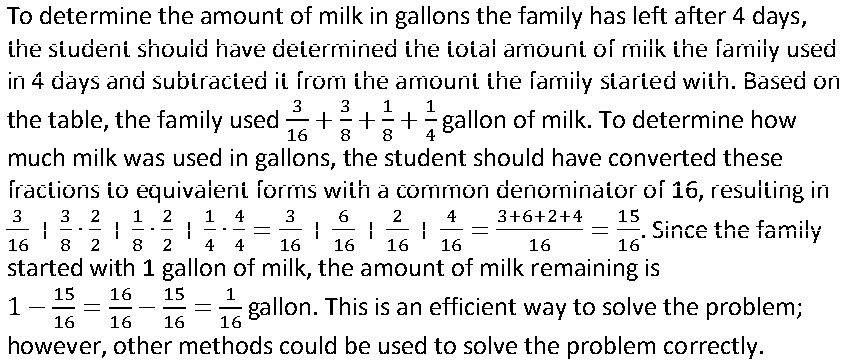 To determine the amount of milk in gallons the family has left after 4 days,
the student should have determined the total amount of milk the family used
in 4 days and subtracted it from the amount the family started with. Based on
the table, the family used 3/16 + 3/8 + 1/8 + 1/4 gallon of milk. To determine how
much milk was used in gallons, the student should have converted these
fractions to equivalent forms with a common denominator of 16, resulting in
3/16 + 3/8 · 2/2 + 1/8 · 2/2 + 1/4 · 4/4 = 3/16 + 6/16 + 2/16 + 4/16 = (3+6+2+4)/16 = 15/16. Since the family
started with 1 gallon of milk, the amount of milk remaining is
1 − 15/16 = 16/16 − 15/16 = 1/16 gallon. This is an efficient way to solve the problem;
however, other methods could be used to solve the problem correctly.